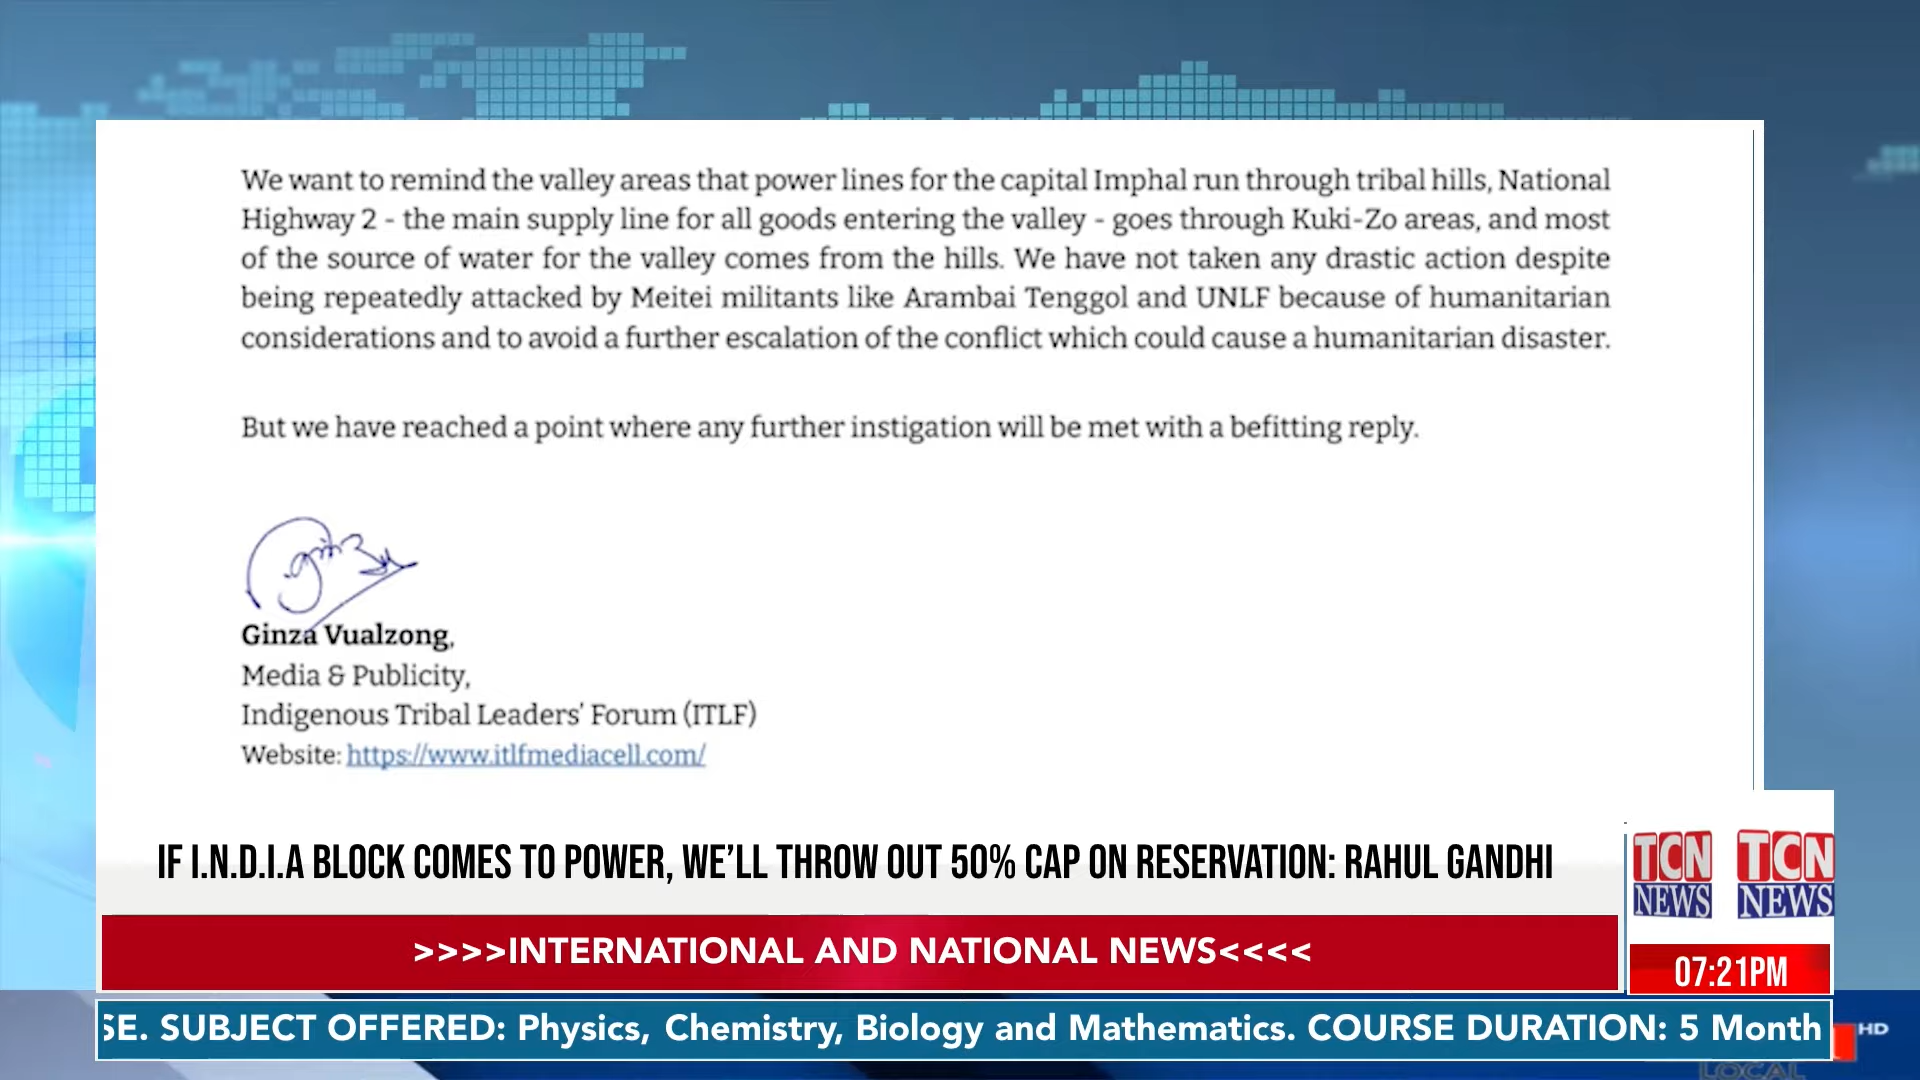 We want to remind the valley areas that power lines for the capital Imphal run through tribal hills, National
Highway 2 - the main supply line for all goods entering the valley - goes through Kuki-Zo areas, and most
of the source of water for the valley comes from the hills. We have not taken any drastic action despite
being repeatedly attacked by Meitei militants like Arambai Tenggol and UNLF because of humanitarian
considerations and to avoid a further escalation of the conflict which could cause a humanitarian disaster.
But we have reached a point where any further instigation will be met with a befitting reply.
Ginza Vualzong,
Media & Publicity,
Indigenous Tribal Leaders' Forum (ITLF)
Website: https://www.itlfmediacell.com/
IF I.N.D.I.A BLOCK COMES TO POWER, WE'LL THROW OUT 50% CAP ON RESERVATION: RAHUL GANDHI
TCN NEWS
TCN NEWS
>>>>INTERNATIONAL AND NATIONAL NEWS<<<<
07:21PM
SE. SUBJECT OFFERED: Physics, Chemistry, Biology and Mathematics. COURSE DURATION: 5 Month
HD
LOCAL